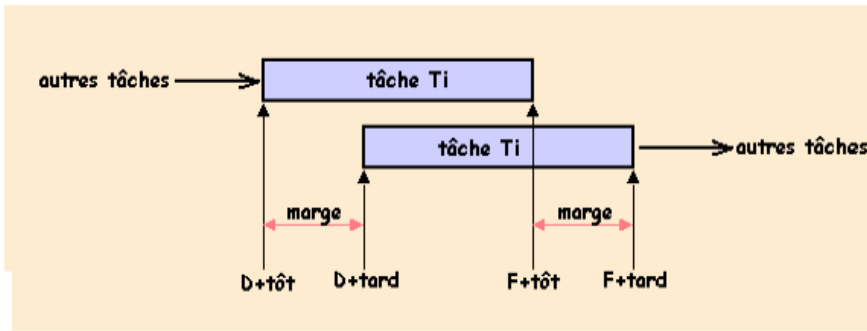 autres tâches
tâche Ti
tâche Ti
autres tâches
marge
marge
D+tôt
D+tard
F+tôt
F+tard